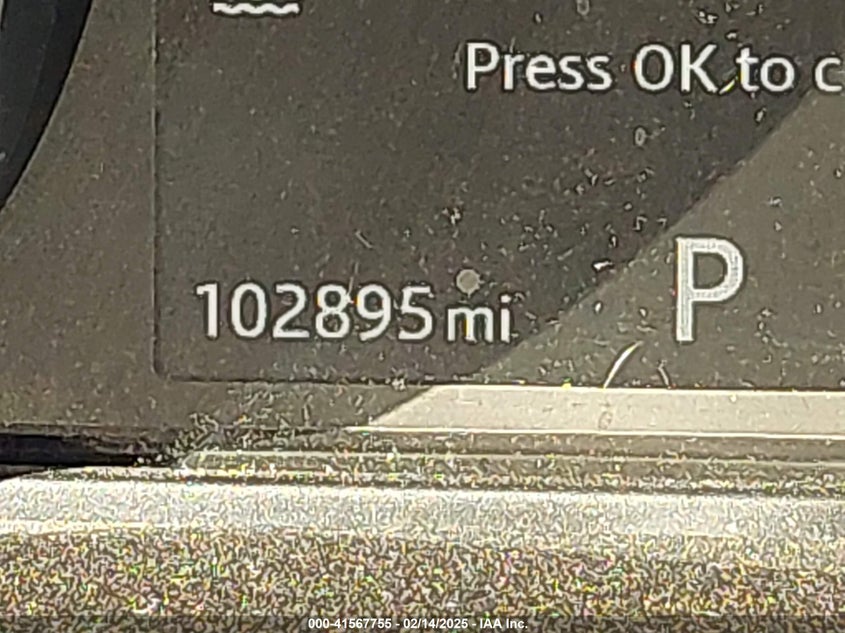 Press OK to c
102895 mi
P
000-41567755 - 02/14/2025 - IAA Inc.